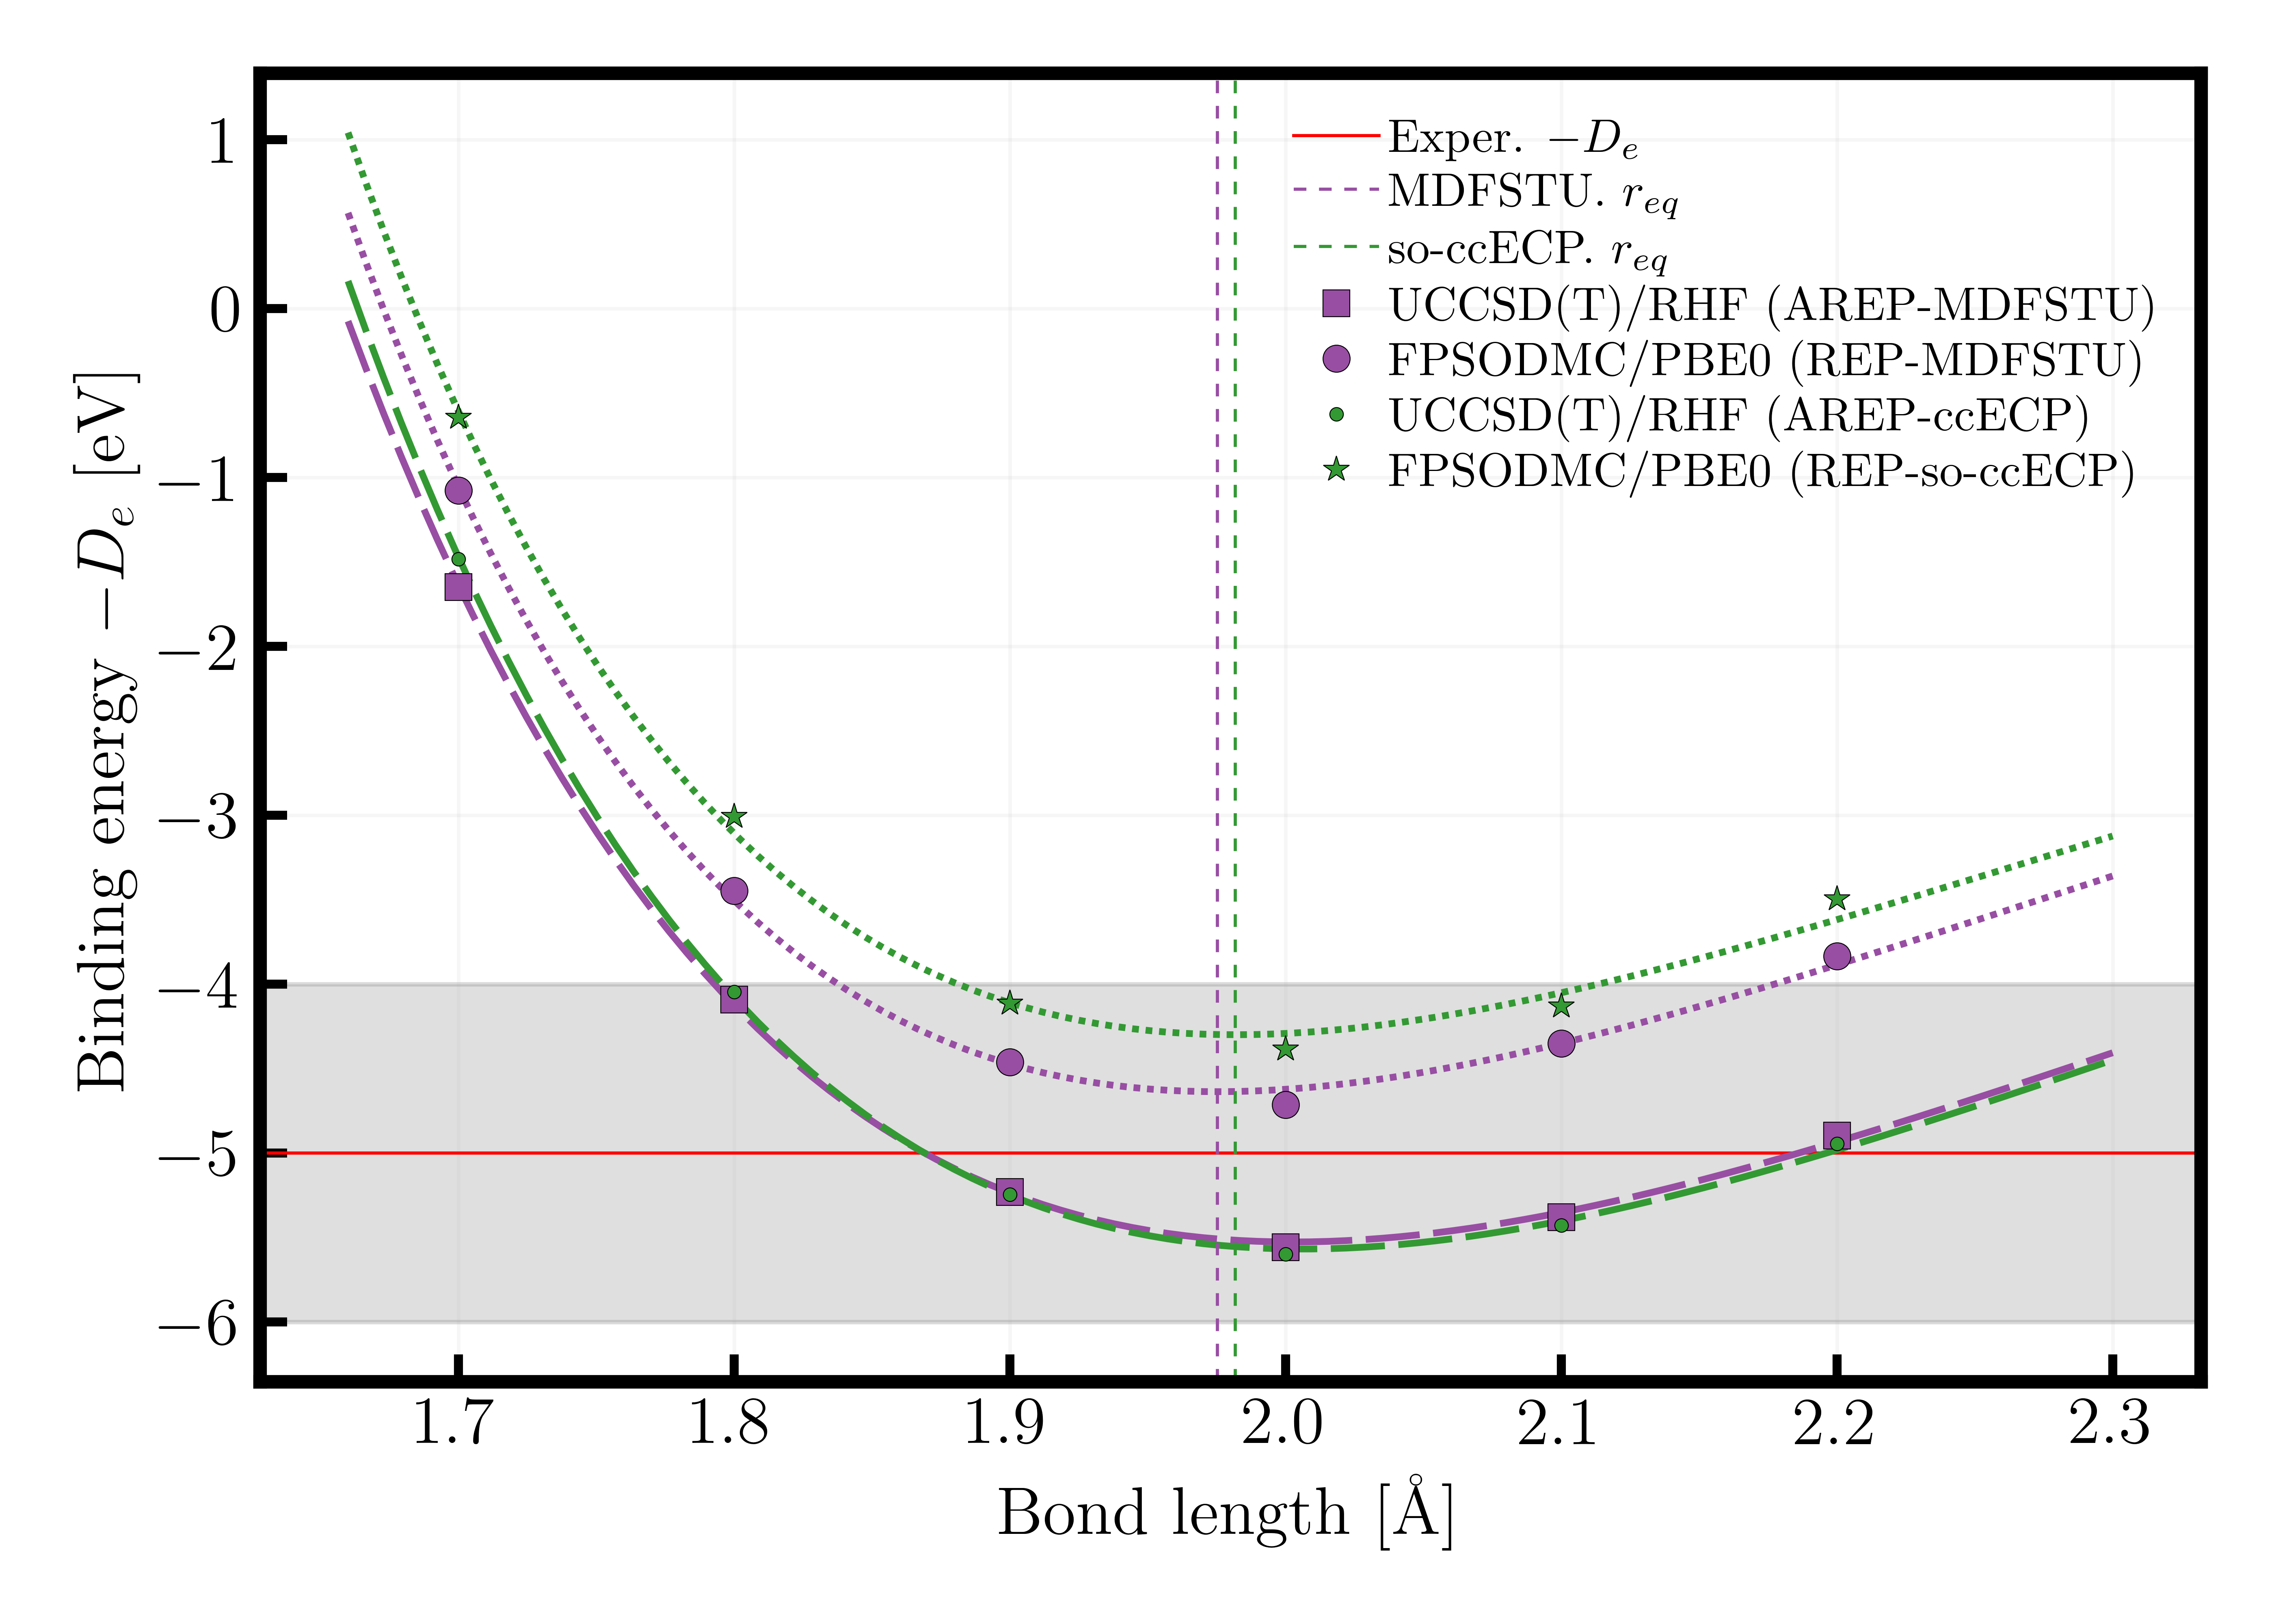 Binding energy −Dₑ [eV]
1
0
−1
−2
−3
−4
−5
−6
Exper. −Dₑ
MDFSTU. r_eq
so-ccECP. r_eq
UCCSD(T)/RHF (AREP-MDFSTU)
FPSODMC/PBE0 (REP-MDFSTU)
UCCSD(T)/RHF (AREP-ccECP)
FPSODMC/PBE0 (REP-so-ccECP)
1.7 1.8 1.9 2.0 2.1 2.2 2.3
Bond length [Å]